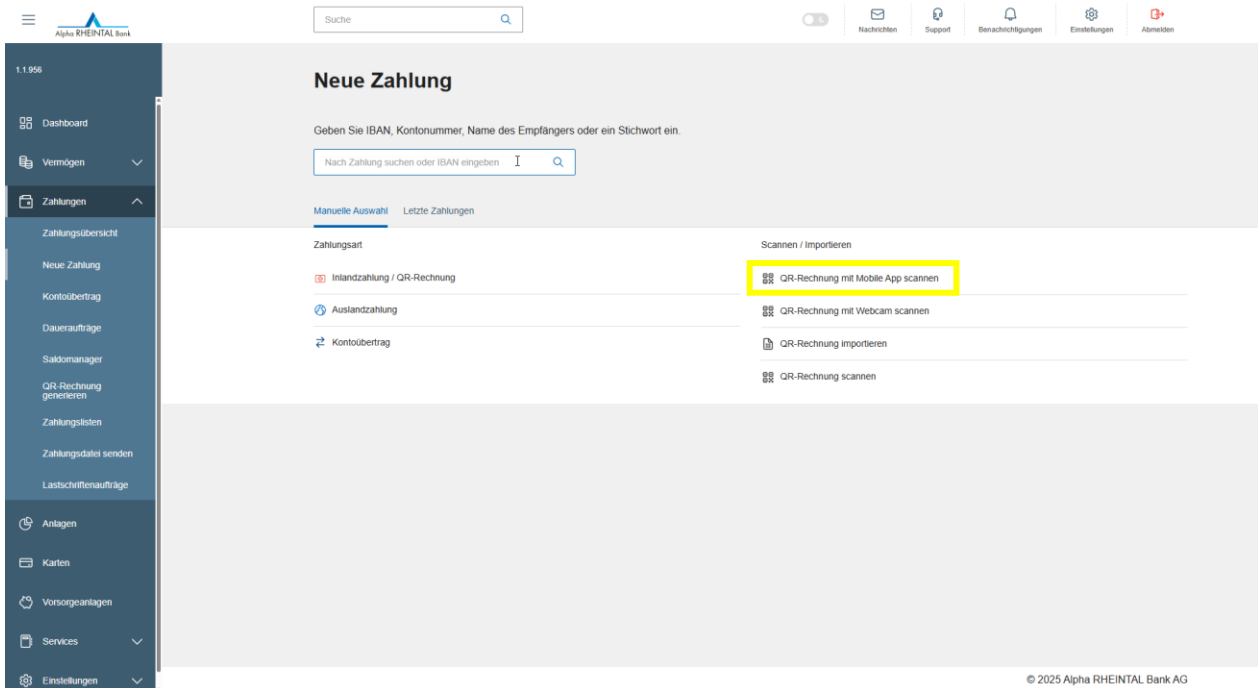 Alpha RHEINTAL Bank
Suche
Nachrichten
Support
Benachrichtigungen
Einstellungen
Abmelden
1.1.956
Dashboard
Vermögen
Zahlungen
Zahlungsübersicht
Neue Zahlung
Kontoübertrag
Daueraufträge
Saldomanager
QR-Rechnung
generieren
Zahlungslisten
Zahlungsdatei senden
Lastschriftenaufträge
Anlagen
Karten
Vorsorgeanlagen
Services
Einstellungen
Neue Zahlung
Geben Sie IBAN, Kontonummer, Name des Empfängers oder ein Stichwort ein.
Nach Zahlung suchen oder IBAN eingeben
Manuelle Auswahl Letzte Zahlungen
Zahlungsart
Inlandzahlung / QR-Rechnung
Auslandzahlung
Kontoübertrag
Scannen / Importieren
QR-Rechnung mit Mobile App scannen
QR-Rechnung mit Webcam scannen
QR-Rechnung importieren
QR-Rechnung scannen
© 2025 Alpha RHEINTAL Bank AG